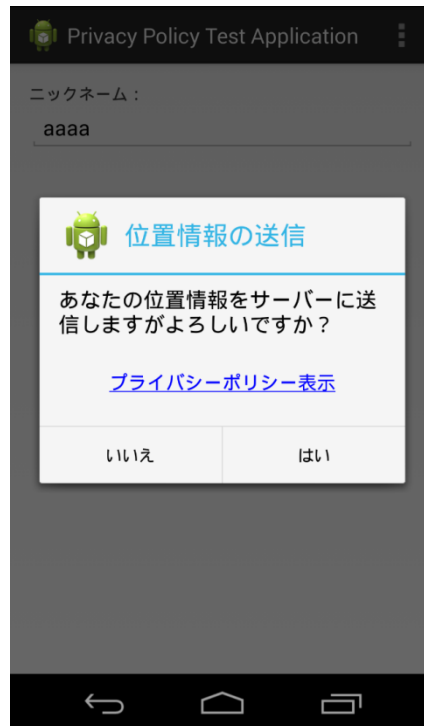 Privacy Policy Test Application
ニックネーム：
aaaa
位置情報の送信
あなたの位置情報をサーバーに送
信しますがよろしいですか？
プライバシーポリシー表示
いいえ
はい